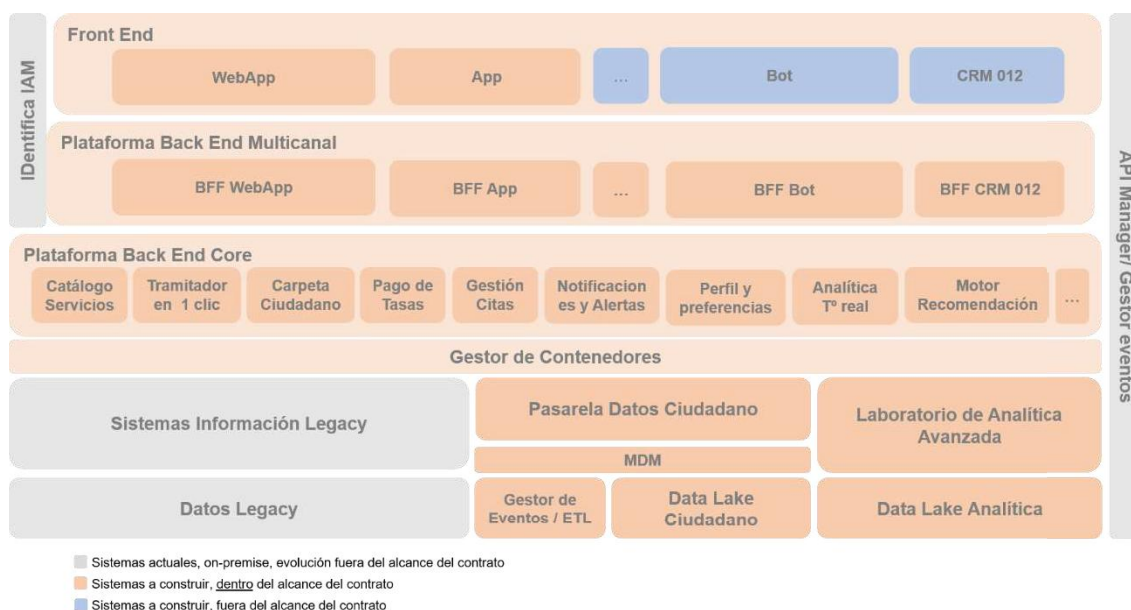 Front End
IDentifica IAM
WebApp
App
...
Bot
CRM 012
Plataforma Back End Multicanal
BFF WebApp
BFF App
...
BFF Bot
BFF CRM 012
API Manager/ Gestor eventos
Plataforma Back End Core
Catálogo
Servicios
Tramitador
en 1 clic
Carpeta
Ciudadano
Pago de
Tasas
Gestión
Citas
Notificacion
es y Alertas
Perfil y
preferencias
Analítica
Tº real
Motor
Recomendación
...
Gestor de Contenedores
Sistemas Información Legacy
Pasarela Datos Ciudadano
Laboratorio de Analítica
Avanzada
MDM
Datos Legacy
Gestor de
Eventos / ETL
Data Lake
Ciudadano
Data Lake Analítica
Sistemas actuales, on-premise, evolución fuera del alcance del contrato
Sistemas a construir, dentro del alcance del contrato
Sistemas a construir, fuera del alcance del contrato